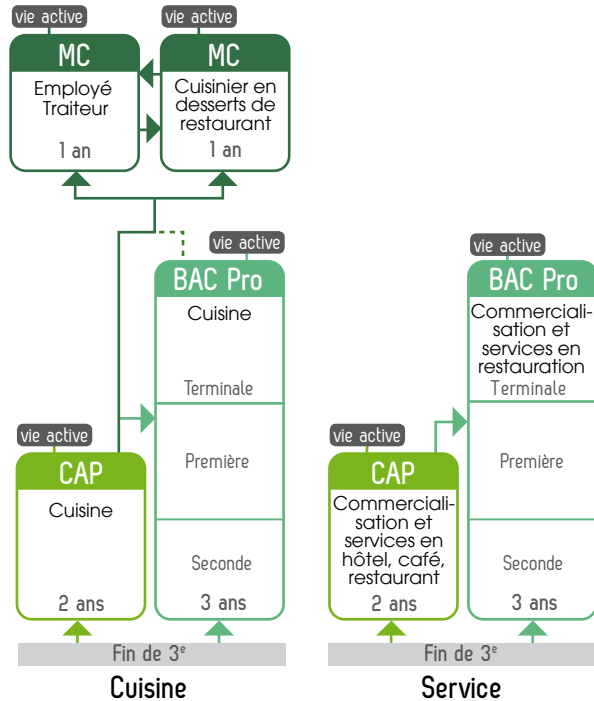 vie active
MC
Employé
Traiteur
1 an
vie active
MC
Cuisinier en
desserts de
restaurant
1 an
vie active
BAC Pro
Cuisine
Terminale
Première
Seconde
3 ans
vie active
CAP
Cuisine
2 ans
Fin de 3e
Cuisine
vie active
BAC Pro
Commerciali-
sation et
services en
restauration
Terminale
Première
Seconde
3 ans
vie active
CAP
Commerciali-
sation et
services en
hôtel, café,
restaurant
2 ans
Fin de 3e
Service